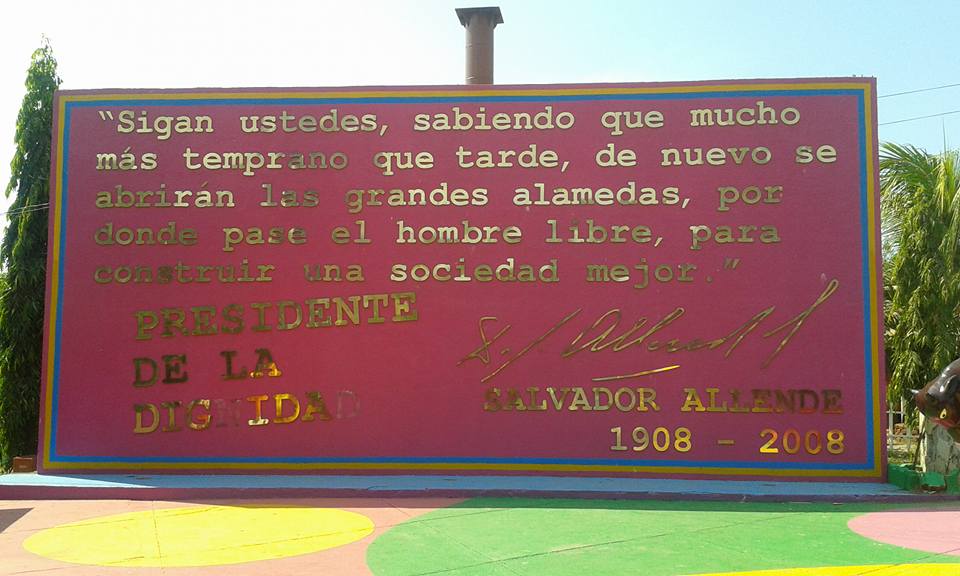 “Sigan ustedes, sabiendo que mucho
más temprano que tarde, de nuevo se
abrirán las grandes alamedas, por
donde pase el hombre libre, para
construir una sociedad mejor.”
PRESIDENTE
DE LA
DIGNIDAD
S. Allende G.
SALVADOR ALLENDE
1908 - 2008